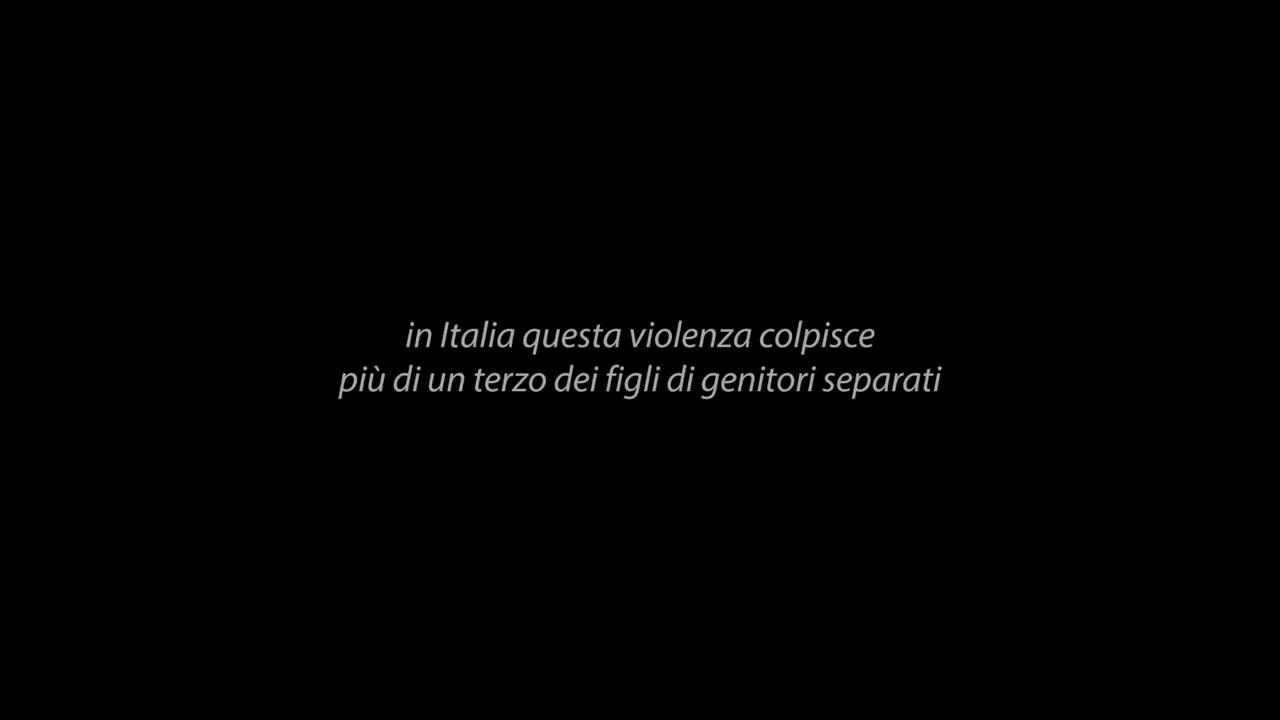 in Italia questa violenza colpisce
più di un terzo dei figli di genitori separati